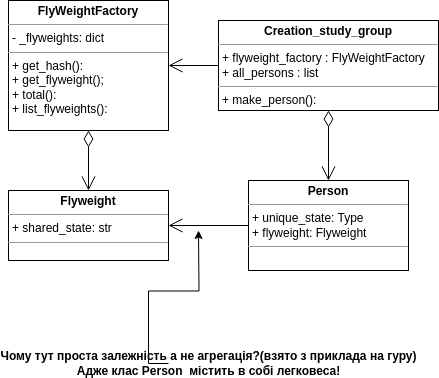 FlyWeightFactory
- _flyweights: dict
+ get_hash():
+ get_flyweight();
+ total():
+ list_flyweights():
Creation_study_group
+ flyweight_factory : FlyWeightFactory
+ all_persons : list
+ make_person():
Flyweight
+ shared_state: str
Person
+ unique_state: Type
+ flyweight: Flyweight
Чому тут проста залежність а не агрегація?(взято з приклада на гуру)
Адже клас Person містить в собі легковеса!